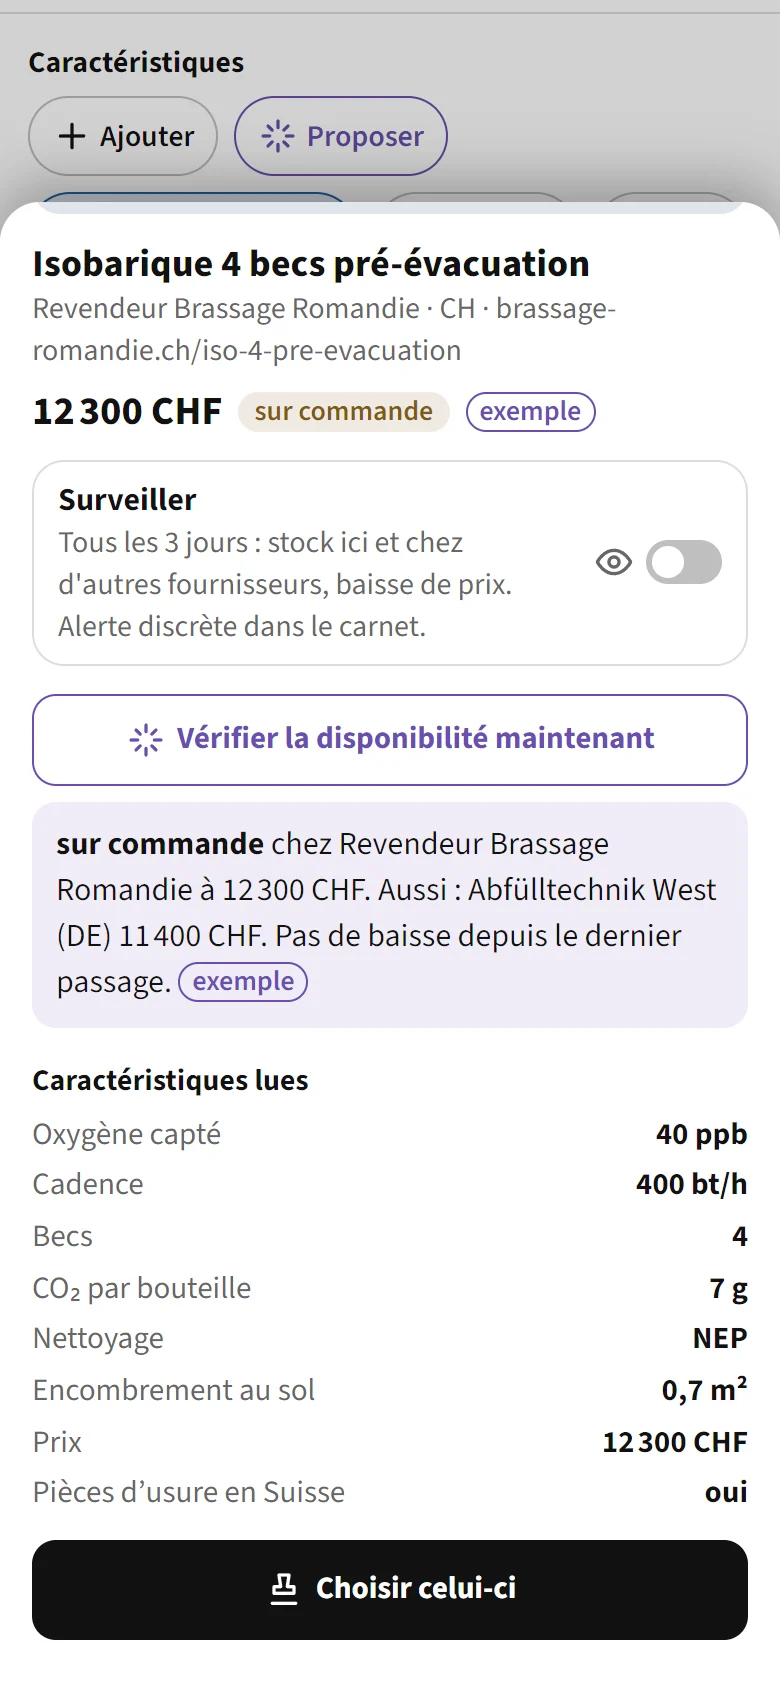 Caractéristiques
Ajouter
Proposer
Isobarique 4 becs pré-évacuation
Revendeur Brassage Romandie · CH · brassage-
romandie.ch/iso-4-pre-evacuation
12 300 CHF sur commande exemple
Surveiller
Tous les 3 jours : stock ici et chez
d'autres fournisseurs, baisse de prix.
Alerte discrète dans le carnet.
Vérifier la disponibilité maintenant
sur commande chez Revendeur Brassage
Romandie à 12 300 CHF. Aussi : Abfülltechnik West
(DE) 11 400 CHF. Pas de baisse depuis le dernier
passage. exemple
Caractéristiques lues
Oxygène capté 40 ppb
Cadence 400 bt/h
Becs 4
CO₂ par bouteille 7 g
Nettoyage NEP
Encombrement au sol 0,7 m²
Prix 12 300 CHF
Pièces d’usure en Suisse oui
Choisir celui-ci